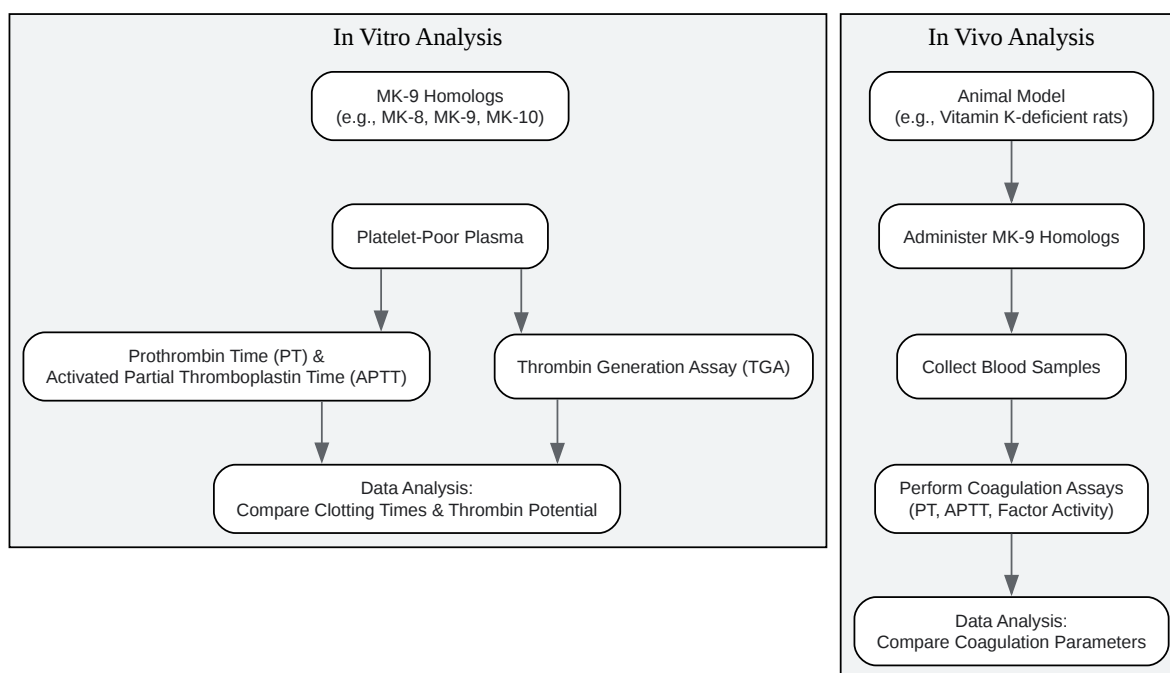 In Vitro Analysis
MK-9 Homologs
(e.g., MK-8, MK-9, MK-10)
Platelet-Poor Plasma
Prothrombin Time (PT) &
Activated Partial Thromboplastin Time (APTT)
Thrombin Generation Assay (TGA)
Data Analysis:
Compare Clotting Times & Thrombin Potential
In Vivo Analysis
Animal Model
(e.g., Vitamin K-deficient rats)
Administer MK-9 Homologs
Collect Blood Samples
Perform Coagulation Assays
(PT, APTT, Factor Activity)
Data Analysis:
Compare Coagulation Parameters